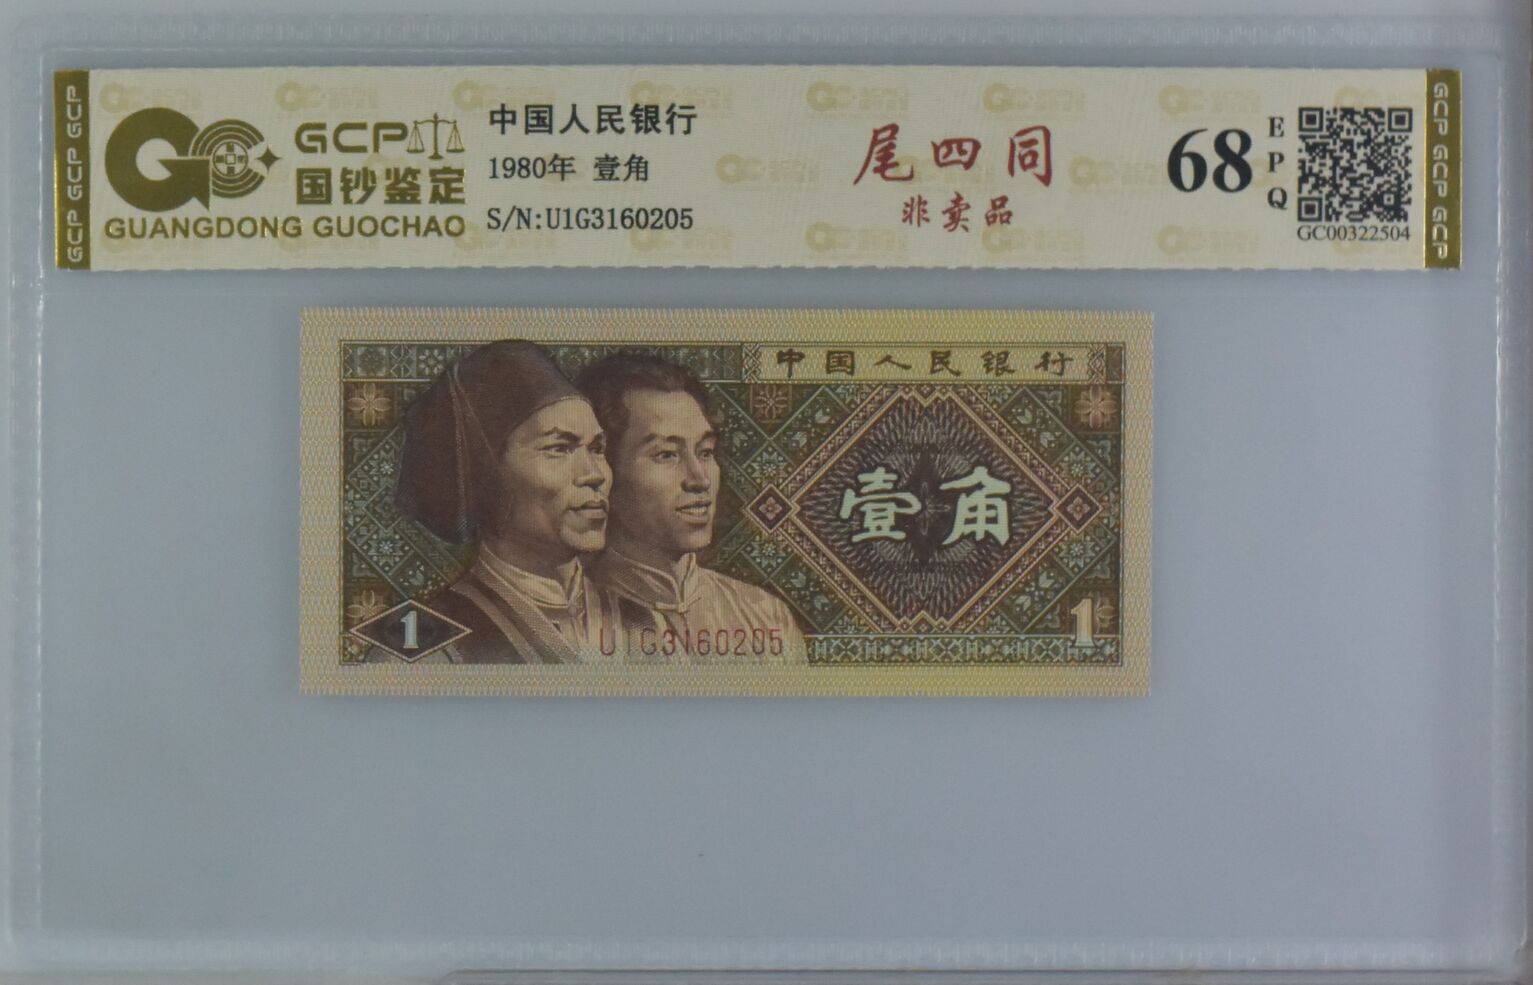 GCP GCP GCP
GCP
国钞鉴定
GUANGDONG GUOCHAO
中国人民银行
1980年 壹角
S/N:U1G3160205
尾四同
非卖品
68
EPQ
GC00322504
GCP GCP GCP
中国人民银行
壹角
1
U1G3160205
1